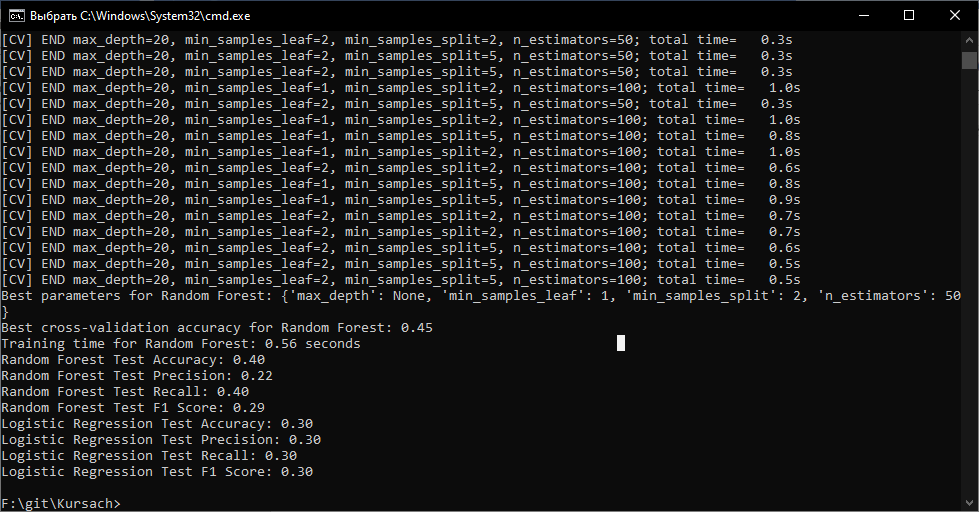 Выбрать C:\Windows\System32\cmd.exe
[CV] END max_depth=20, min_samples_leaf=2, min_samples_split=2, n_estimators=50; total time=   0.3s
[CV] END max_depth=20, min_samples_leaf=2, min_samples_split=5, n_estimators=50; total time=   0.3s
[CV] END max_depth=20, min_samples_leaf=2, min_samples_split=5, n_estimators=50; total time=   0.3s
[CV] END max_depth=20, min_samples_leaf=1, min_samples_split=2, n_estimators=100; total time=   1.0s
[CV] END max_depth=20, min_samples_leaf=2, min_samples_split=5, n_estimators=50; total time=   0.3s
[CV] END max_depth=20, min_samples_leaf=1, min_samples_split=2, n_estimators=100; total time=   1.0s
[CV] END max_depth=20, min_samples_leaf=1, min_samples_split=5, n_estimators=100; total time=   0.8s
[CV] END max_depth=20, min_samples_leaf=1, min_samples_split=2, n_estimators=100; total time=   1.0s
[CV] END max_depth=20, min_samples_leaf=2, min_samples_split=2, n_estimators=100; total time=   0.6s
[CV] END max_depth=20, min_samples_leaf=1, min_samples_split=5, n_estimators=100; total time=   0.8s
[CV] END max_depth=20, min_samples_leaf=1, min_samples_split=5, n_estimators=100; total time=   0.9s
[CV] END max_depth=20, min_samples_leaf=2, min_samples_split=2, n_estimators=100; total time=   0.7s
[CV] END max_depth=20, min_samples_leaf=2, min_samples_split=2, n_estimators=100; total time=   0.7s
[CV] END max_depth=20, min_samples_leaf=2, min_samples_split=5, n_estimators=100; total time=   0.6s
[CV] END max_depth=20, min_samples_leaf=2, min_samples_split=5, n_estimators=100; total time=   0.5s
[CV] END max_depth=20, min_samples_leaf=2, min_samples_split=5, n_estimators=100; total time=   0.5s
Best parameters for Random Forest: {'max_depth': None, 'min_samples_leaf': 1, 'min_samples_split': 2, 'n_estimators': 50
}
Best cross-validation accuracy for Random Forest: 0.45
Training time for Random Forest: 0.56 seconds
Random Forest Test Accuracy: 0.40
Random Forest Test Precision: 0.22
Random Forest Test Recall: 0.40
Random Forest Test F1 Score: 0.29
Logistic Regression Test Accuracy: 0.30
Logistic Regression Test Precision: 0.30
Logistic Regression Test Recall: 0.30
Logistic Regression Test F1 Score: 0.30
F:\git\Kursach>